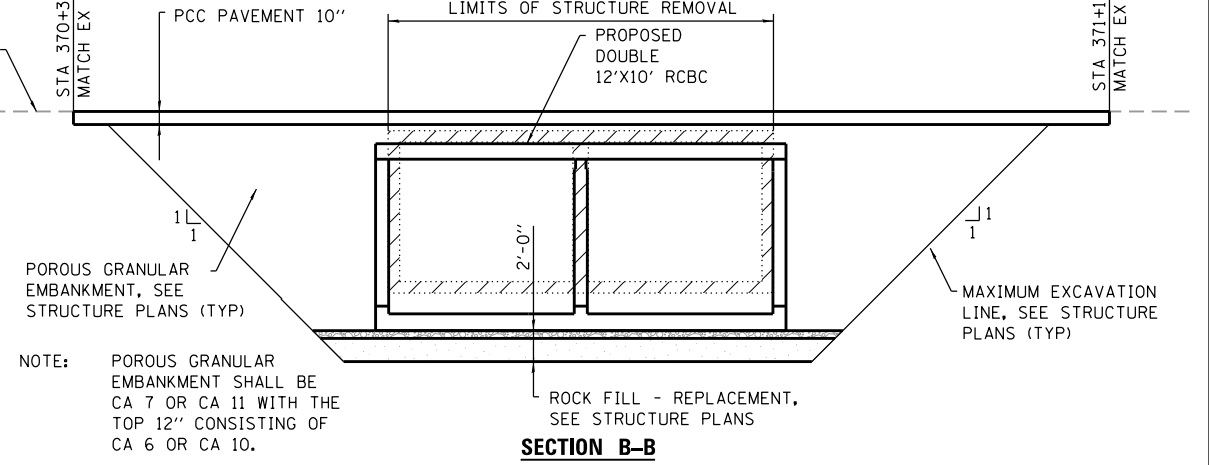 STA 370+3
MATCH EX
PCC PAVEMENT 10"
LIMITS OF STRUCTURE REMOVAL
PROPOSED
DOUBLE
12'X10' RCBC
STA 371+1
MATCH EX
1
1
2'-0"
1
1
POROUS GRANULAR
EMBANKMENT, SEE
STRUCTURE PLANS (TYP)
MAXIMUM EXCAVATION
LINE, SEE STRUCTURE
PLANS (TYP)
NOTE: POROUS GRANULAR
EMBANKMENT SHALL BE
CA 7 OR CA 11 WITH THE
TOP 12" CONSISTING OF
CA 6 OR CA 10.
ROCK FILL - REPLACEMENT,
SEE STRUCTURE PLANS
SECTION B-B